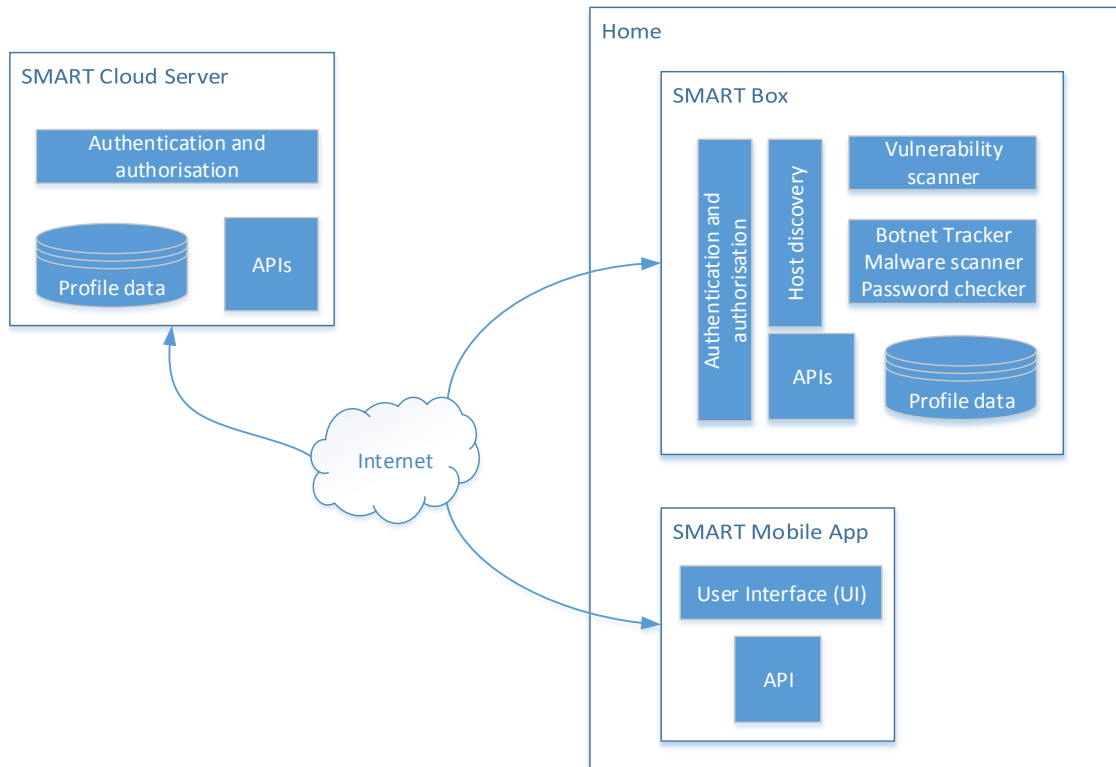 SMART Cloud Server
Authentication and
authorisation
Profile data
APIs
Internet
Home
SMART Box
Authentication and
authorisation
Host discovery
Vulnerability
scanner
Botnet Tracker
Malware scanner
Password checker
APIs
Profile data
SMART Mobile App
User Interface (UI)
API